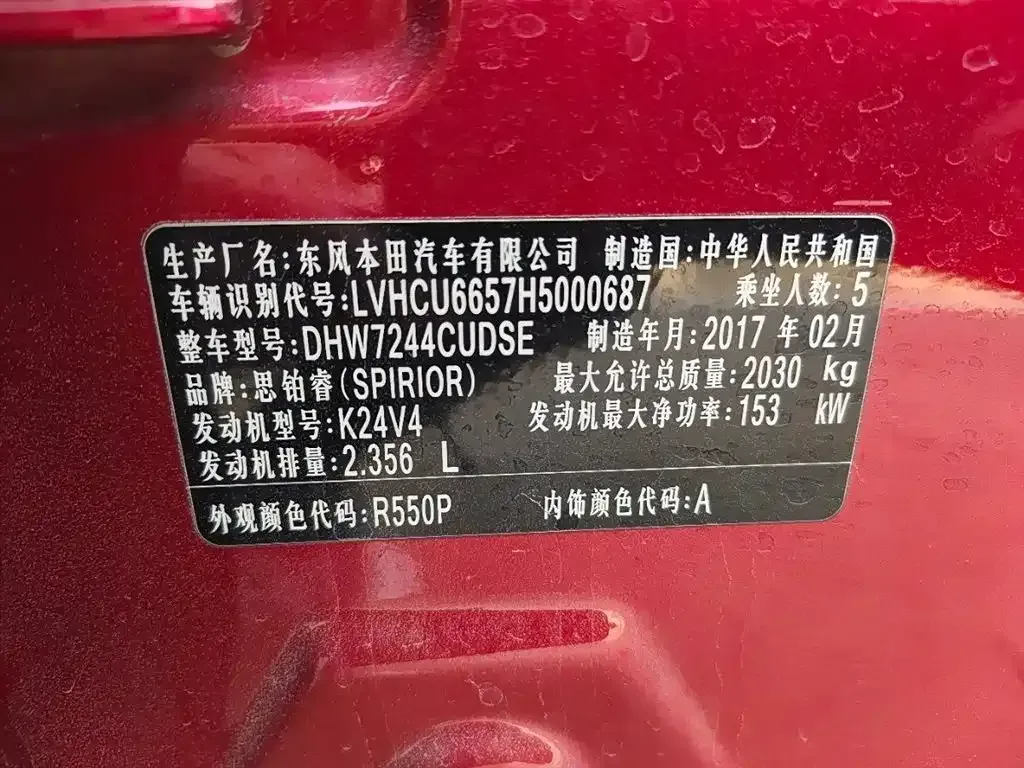 生产厂名:东风本田汽车有限公司 制造国:中华人民共和国
车辆识别代号:LVHCU6657H5000687 乘坐人数:5
整车型号:DHW7244CUDSE 制造年月:2017 年 02月
品牌:思铂睿(SPIRIOR) 最大允许总质量:2030 kg
发动机型号:K24V4 发动机最大净功率:153 kW
发动机排量:2.356 L
外观颜色代码:R550P 内饰颜色代码:A